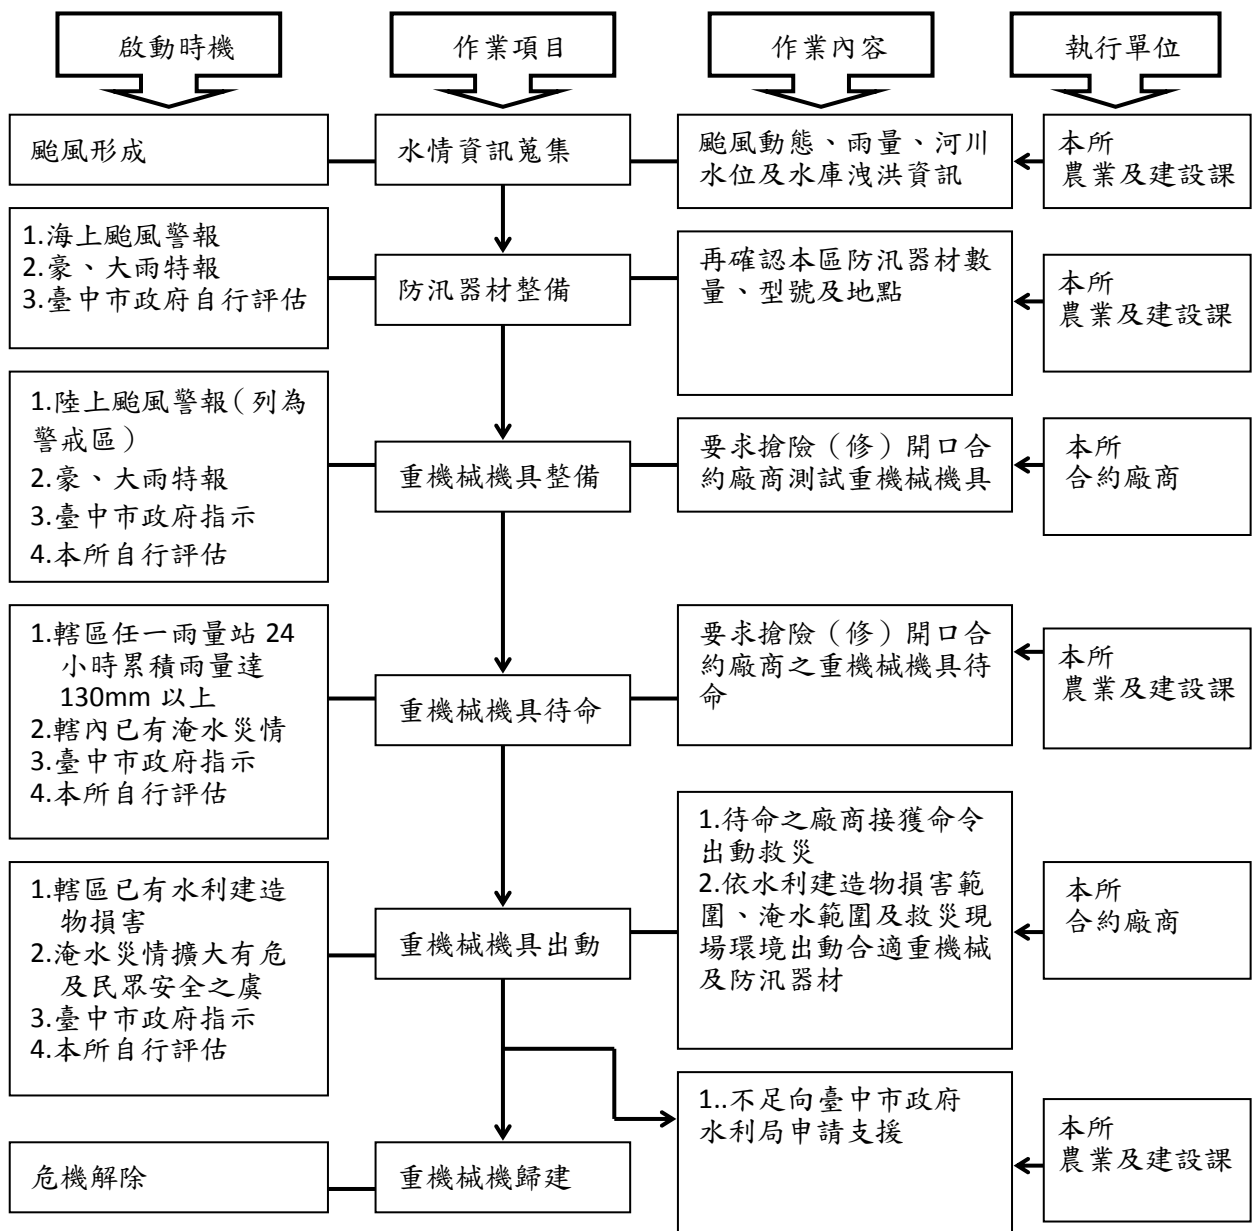 啟動時機
作業項目
作業內容
執行單位
颱風形成
水情資訊蒐集
颱風動態、雨量、河川
水位及水庫洩洪資訊
本所
農業及建設課
1.海上颱風警報
2.豪、大雨特報
3.臺中市政府自行評估
防汛器材整備
再確認本區防汛器材數
量、型號及地點
本所
農業及建設課
1.陸上颱風警報（列為
警戒區）
2.豪、大雨特報
3.臺中市政府指示
4.本所自行評估
重機械機具整備
要求搶險（修）開口合
約廠商測試重機械機具
本所
合約廠商
1.轄區任一雨量站 24
小時累積雨量達
130mm 以上
2.轄內已有淹水災情
3.臺中市政府指示
4.本所自行評估
重機械機具待命
要求搶險（修）開口合
約廠商之重機械機具待
命
本所
農業及建設課
1.轄區已有水利建造
物損害
2.淹水災情擴大有危
及民眾安全之虞
3.臺中市政府指示
4.本所自行評估
重機械機具出動
1.待命之廠商接獲命令
出動救災
2.依水利建造物損害範
圍、淹水範圍及救災現
場環境出動合適重機械
及防汛器材
本所
合約廠商
1..不足向臺中市政府
水利局申請支援
本所
農業及建設課
危機解除
重機械機歸建